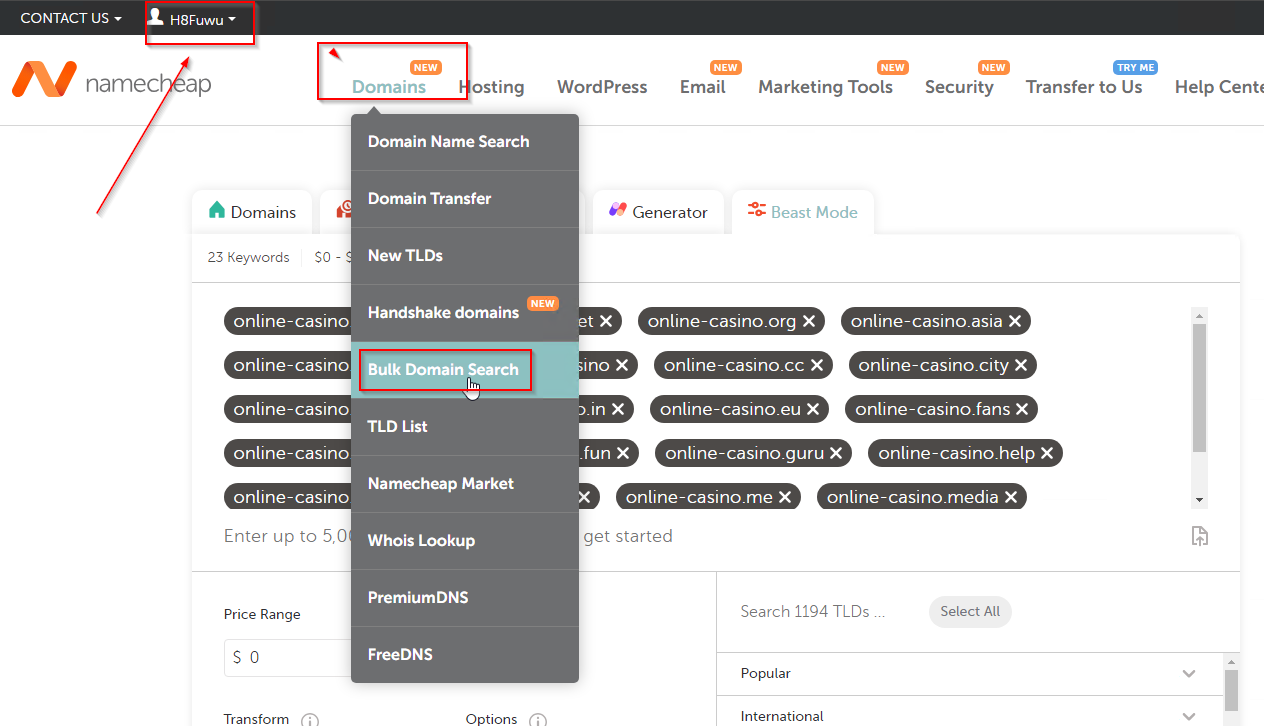 CONTACT US
H8Fuwu
namecheap
NEW
Domains
Hosting
WordPress
NEW
Email
NEW
Marketing Tools
NEW
Security
TRY ME
Transfer to Us
Help Cente
Domain Name Search
Domain Transfer
New TLDs
Handshake domains NEW
Bulk Domain Search
TLD List
Namecheap Market
Whois Lookup
PremiumDNS
FreeDNS
Domains
Generator
Beast Mode
23 Keywords
$0 - $
online-casino. et × online-casino.org × online-casino.asia ×
online-casino. sino × online-casino.cc × online-casino.city ×
online-casino. o.in × online-casino.eu × online-casino.fans ×
online-casino. .fun × online-casino.guru × online-casino.help ×
online-casino. × online-casino.me × online-casino.media ×
Enter up to 5,00 get started
Price Range
$ 0
Transform
Options
Search 1194 TLDs ...
Select All
Popular
International